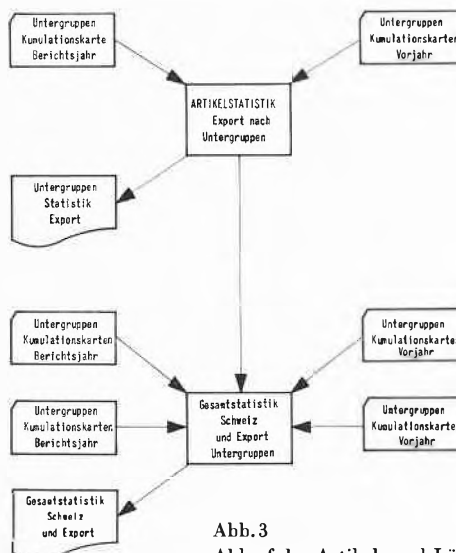 Untergruppen
Kumulationskarte
Berichtsjahr
Untergruppen
Kumulationskarten
Vorjahr
ARTIKELSTATISTIK
Export nach
Untergruppen
Untergruppen
Statistik
Export
Untergruppen
Kumulationskarten
Berichtsjahr
Untergruppen
Kumulationskarten
Vorjahr
Gesamtstatistik
Schweiz
und Export
Untergruppen
Untergruppen
Kumulationskarten
Berichtsjahr
Untergruppen
Kumulationskarten
Vorjahr
Gesamtstatistik
Schweiz
und Export
Abb.3